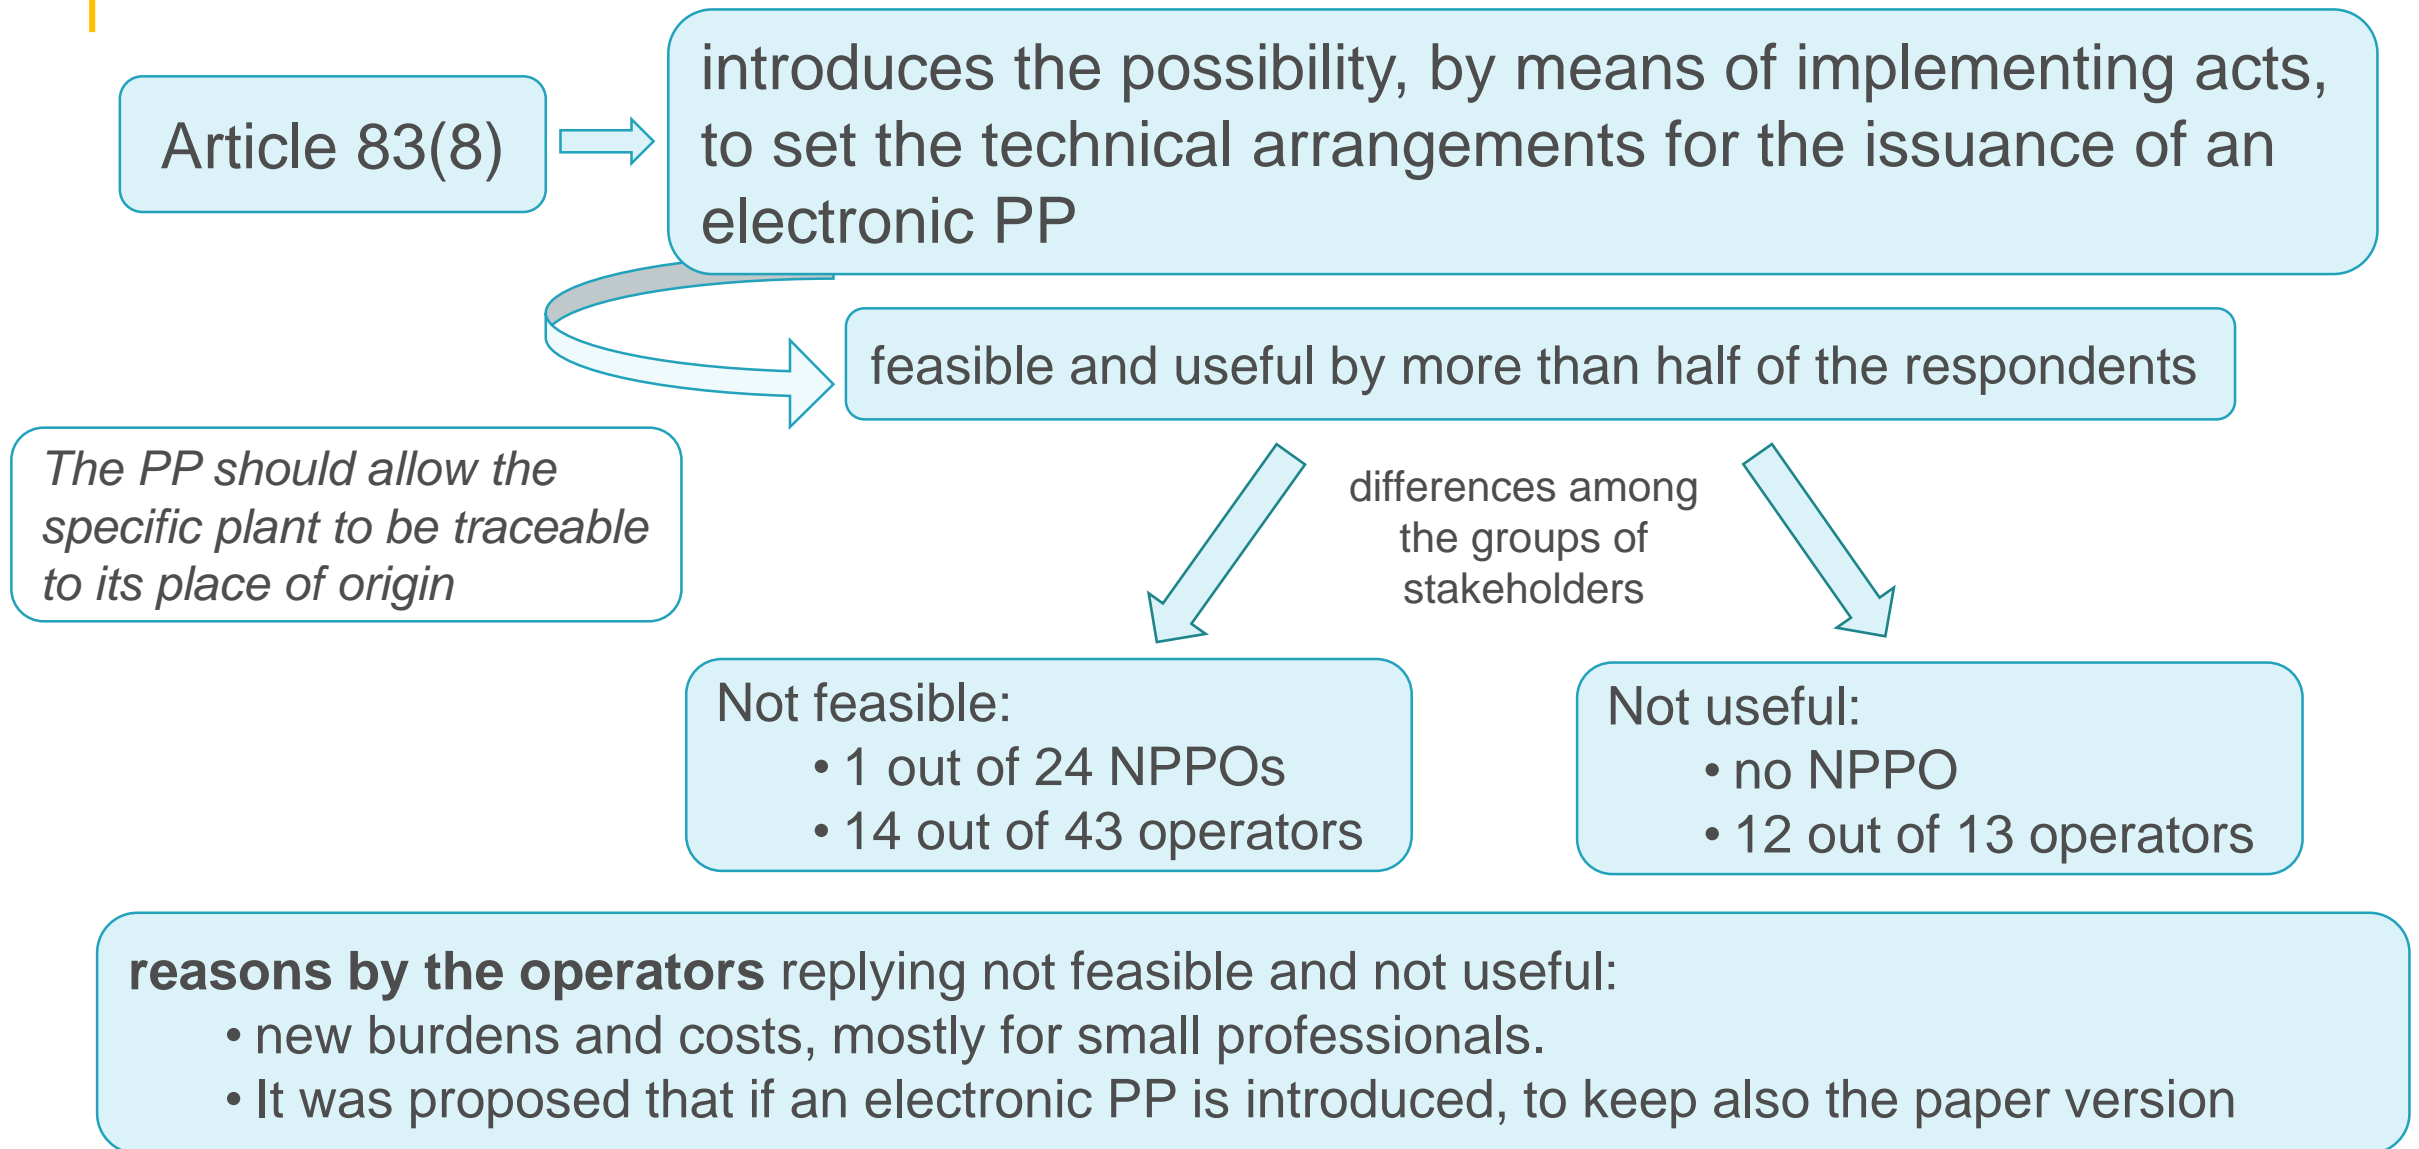 Article 83(8)
introduces the possibility, by means of implementing acts,
to set the technical arrangements for the issuance of an
electronic PP
feasible and useful by more than half of the respondents
The PP should allow the
specific plant to be traceable
to its place of origin
differences among
the groups of
stakeholders
Not feasible:
• 1 out of 24 NPPOs
• 14 out of 43 operators
Not useful:
• no NPPO
• 12 out of 13 operators
reasons by the operators replying not feasible and not useful:
• new burdens and costs, mostly for small professionals.
• It was proposed that if an electronic PP is introduced, to keep also the paper version